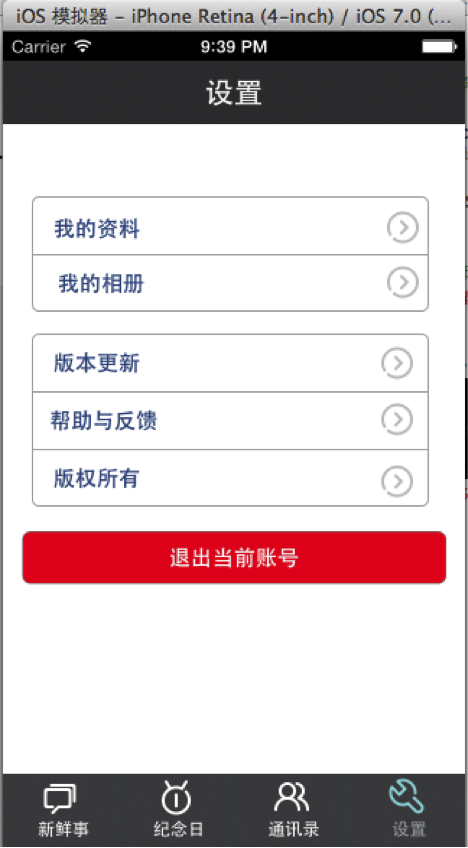 iOS 模拟器 – iPhone Retina (4-inch) / iOS 7.0 (...
Carrier 9:39 PM
设置
我的资料
我的相册
版本更新
帮助与反馈
版权所有
退出当前账号
新鲜事 纪念日 通讯录 设置